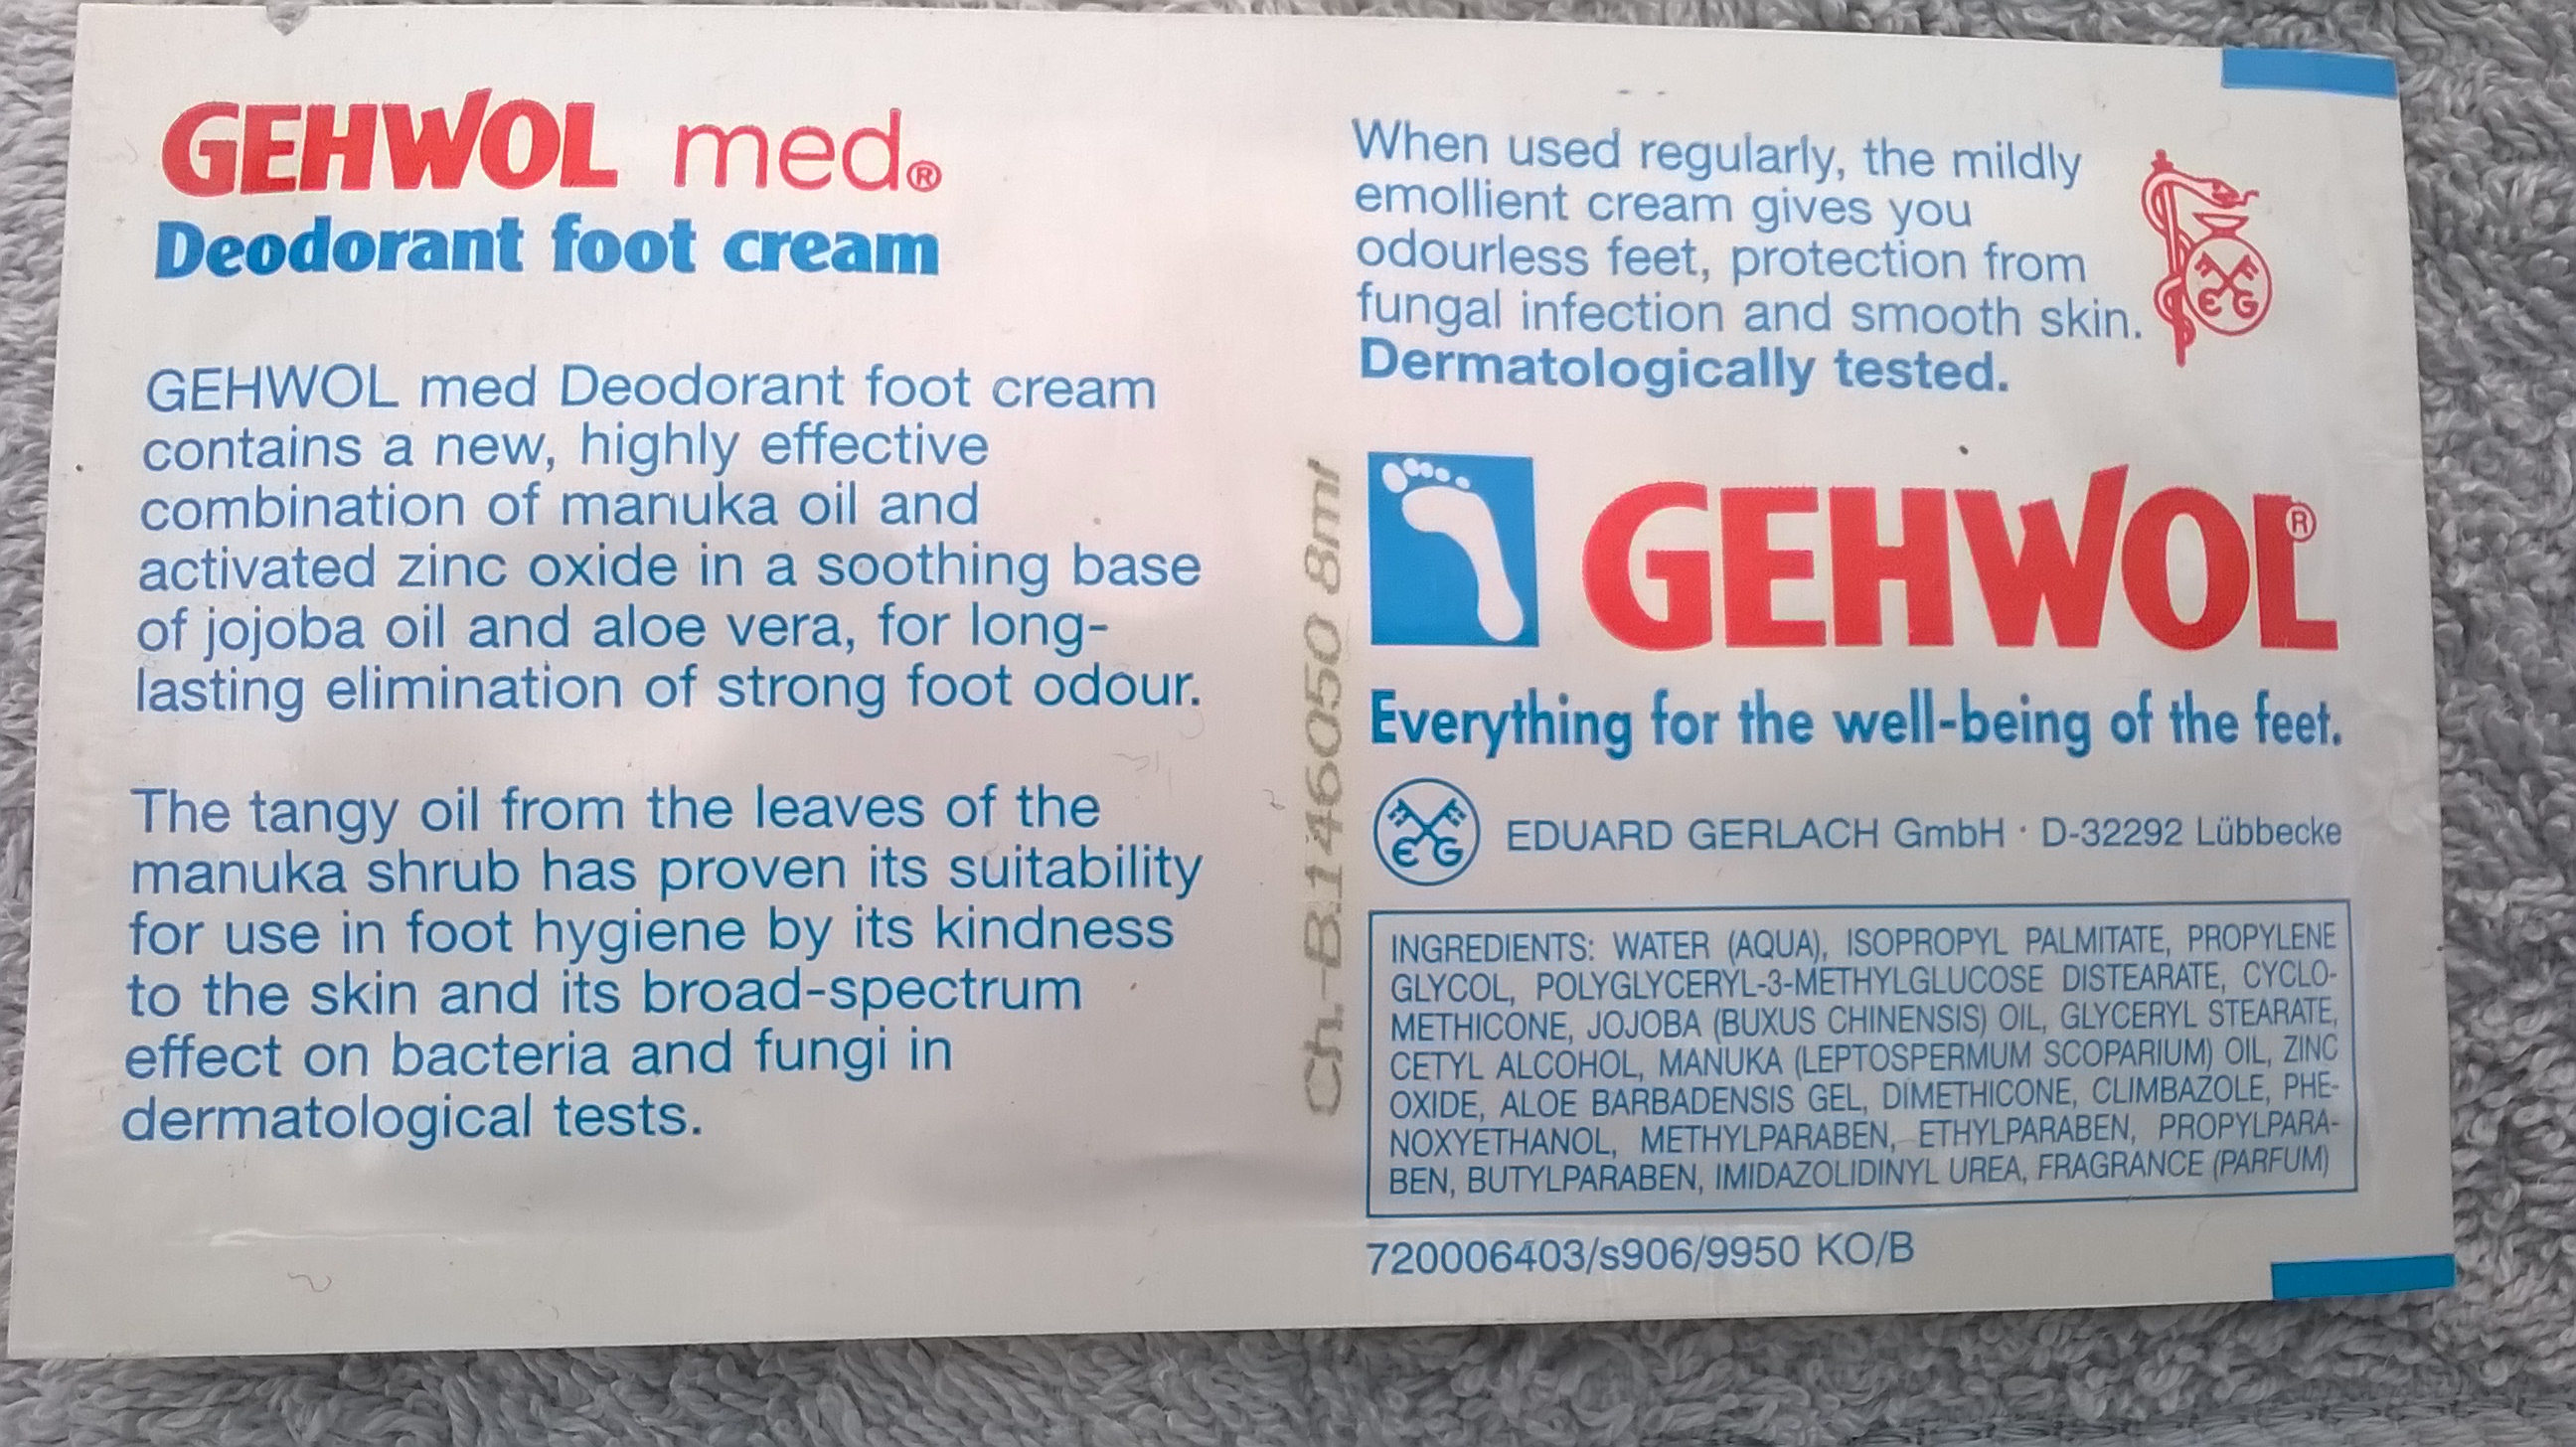 GEHWOL med®
Deodorant foot cream
GEHWOL med Deodorant foot cream
contains a new, highly effective
combination of manuka oil and
activated zinc oxide in a soothing base
of jojoba oil and aloe vera, for long-
lasting elimination of strong foot odour.
The tangy oil from the leaves of the
manuka shrub has proven its suitability
for use in foot hygiene by its kindness
to the skin and its broad-spectrum
effect on bacteria and fungi in
dermatological tests.
Ch.-B.146050 8ml
When used regularly, the mildly
emollient cream gives you
odourless feet, protection from
fungal infection and smooth skin.
Dermatologically tested.
EG
GEHWOL®
Everything for the well-being of the feet.
EG EDUARD GERLACH GmbH · D-32292 Lübbecke
INGREDIENTS: WATER (AQUA), ISOPROPYL PALMITATE, PROPYLENE
GLYCOL, POLYGLYCERYL-3-METHYLGLUCOSE DISTEARATE, CYCLO-
METHICONE, JOJOBA (BUXUS CHINENSIS) OIL, GLYCERYL STEARATE,
CETYL ALCOHOL, MANUKA (LEPTOSPERMUM SCOPARIUM) OIL, ZINC
OXIDE, ALOE BARBADENSIS GEL, DIMETHICONE, CLIMBAZOLE, PHE-
NOXYETHANOL, METHYLPARABEN, ETHYLPARABEN, PROPYLPARA-
BEN, BUTYLPARABEN, IMIDAZOLIDINYL UREA, FRAGRANCE (PARFUM)
720006403/s906/9950 KO/B